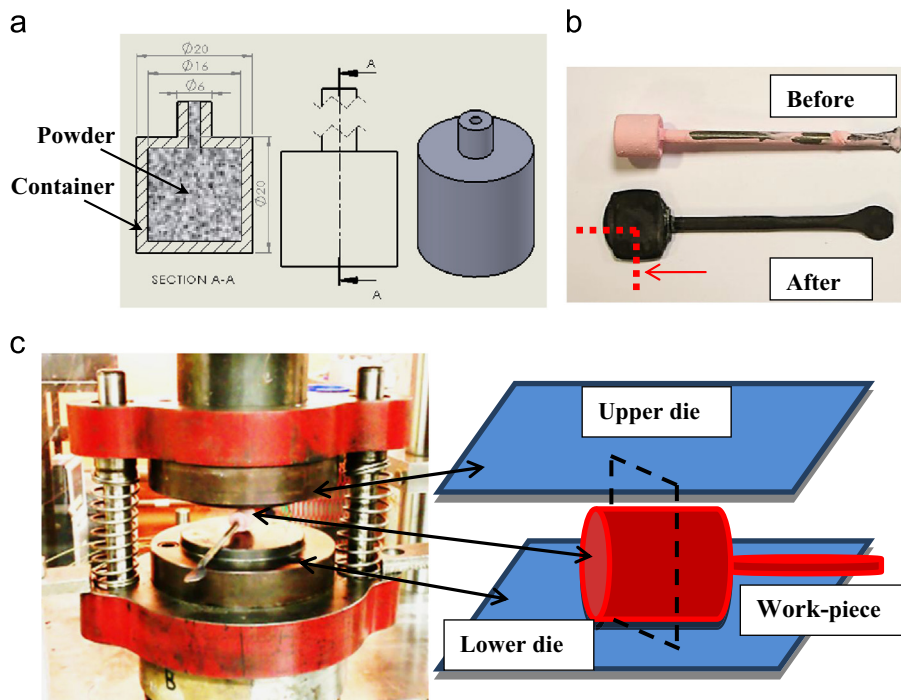 a
Ø20
Ø16
Ø6
Powder
Container
Ø20
SECTION A-A
A
A
b
Before
After
c
Upper die
Lower die
Work-piece
B